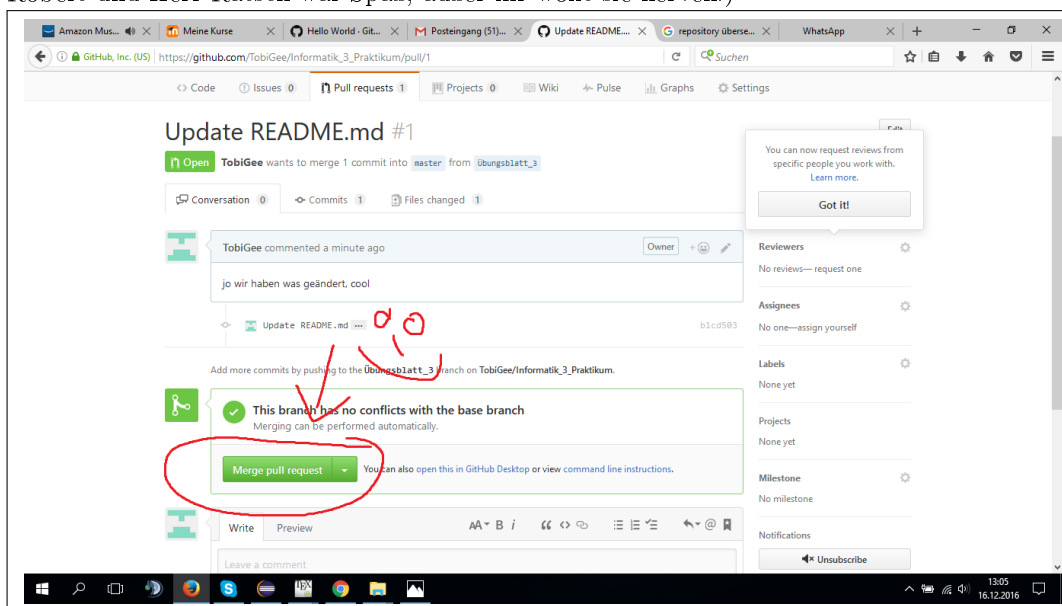 Amazon Mus...
Meine Kurse
Hello World · Git...
Posteingang (51)...
Update README....
repository überse...
WhatsApp
GitHub, Inc. (US)
https://github.com/TobiGee/Informatik_3_Praktikum/pull/1
Suchen
Code
Issues 0
Pull requests 1
Projects 0
Wiki
Pulse
Graphs
Settings
Update README.md #1
Open TobiGee wants to merge 1 commit into master from Übungsblatt_3
Conversation 0
Commits 1
Files changed 1
You can now request reviews from
specific people you work with.
Learn more.
Got it!
TobiGee commented a minute ago
Owner
jo wir haben was geändert, cool
Update README.md ...
b1cd503
Add more commits by pushing to the Übungsblatt_3 branch on TobiGee/Informatik_3_Praktikum.
This branch has no conflicts with the base branch
Merging can be performed automatically.
Merge pull request
You can also open this in GitHub Desktop or view command line instructions.
Write
Preview
AA B i
Leave a comment
Reviewers
No reviews— request one
Assignees
No one—assign yourself
Labels
None yet
Projects
None yet
Milestone
No milestone
Notifications
Unsubscribe
13:05
16.12.2016